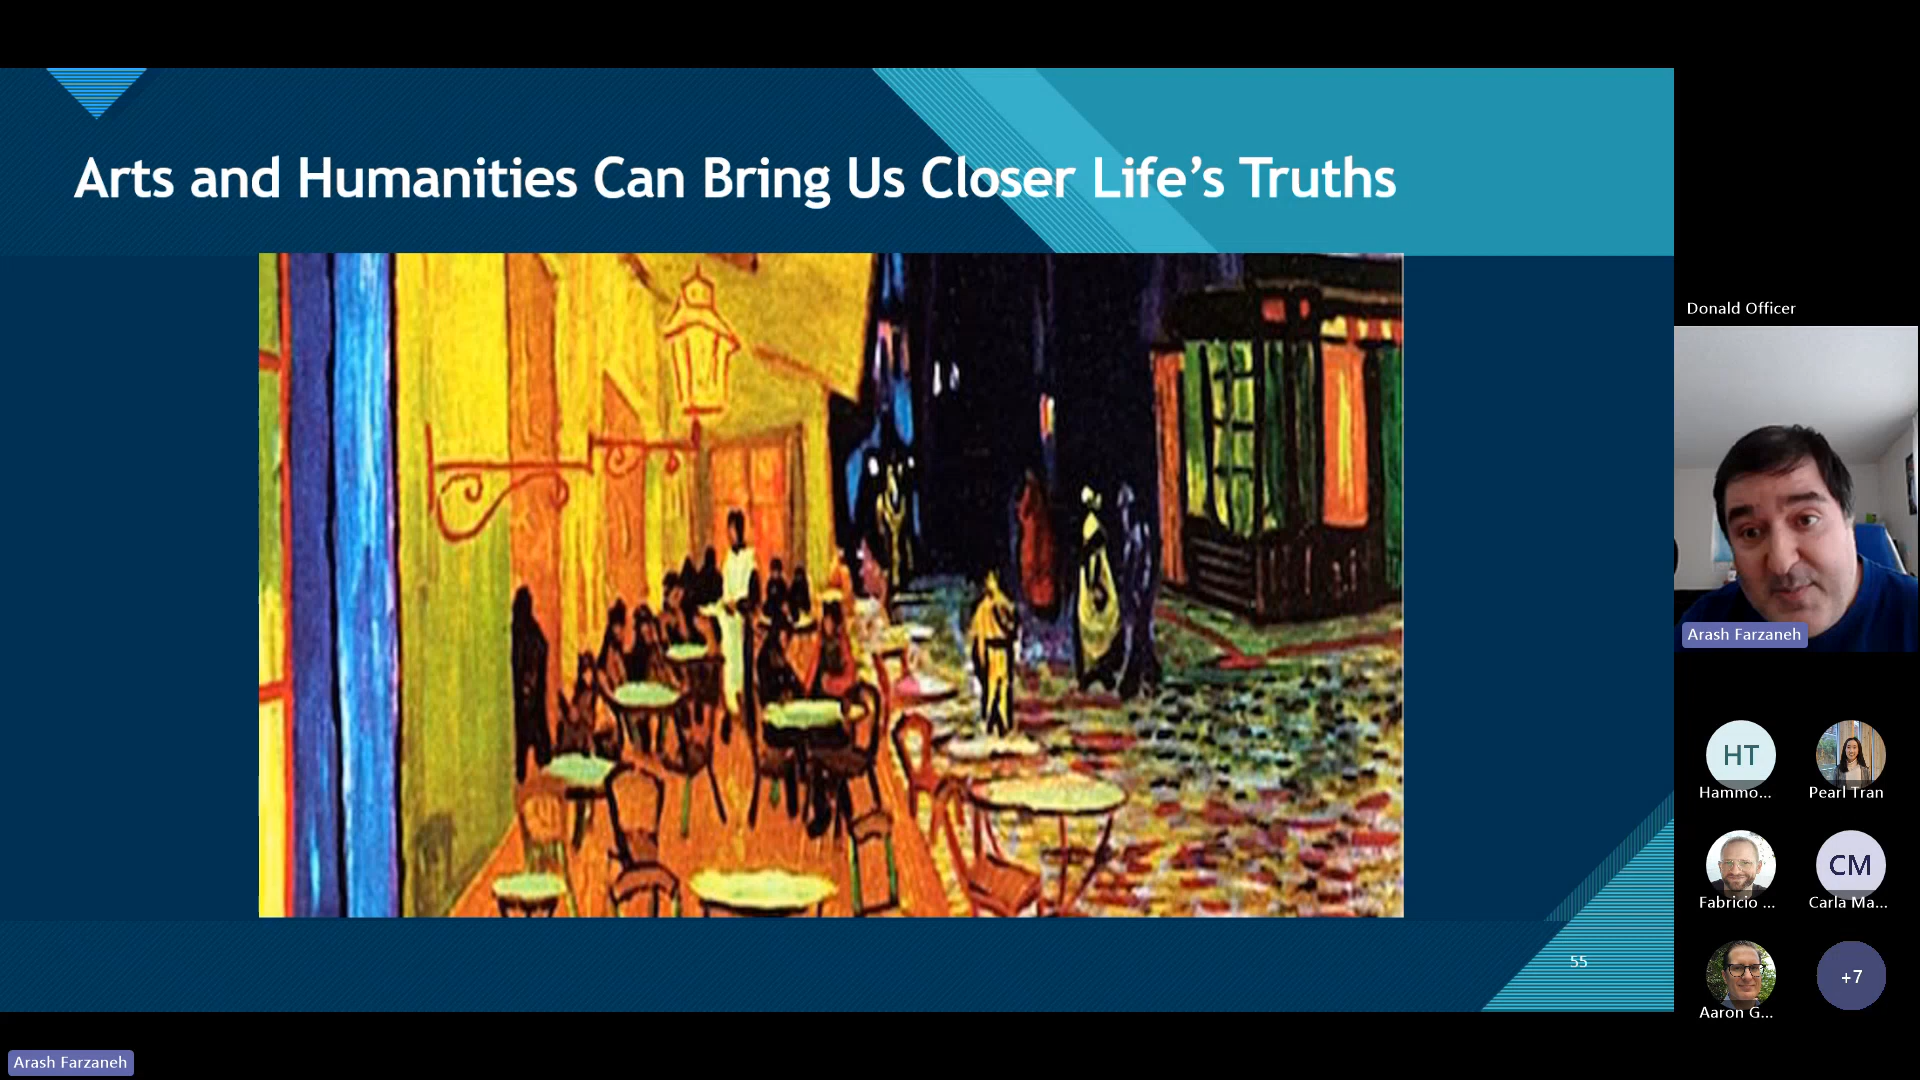 Arts and Humanities Can Bring Us Closer Life's Truths
55
Donald Officer
Arash Farzaneh
HT
Hammo...
Pearl Tran
Fabricio ...
CM
Carla Ma...
Aaron G...
+7
Arash Farzaneh